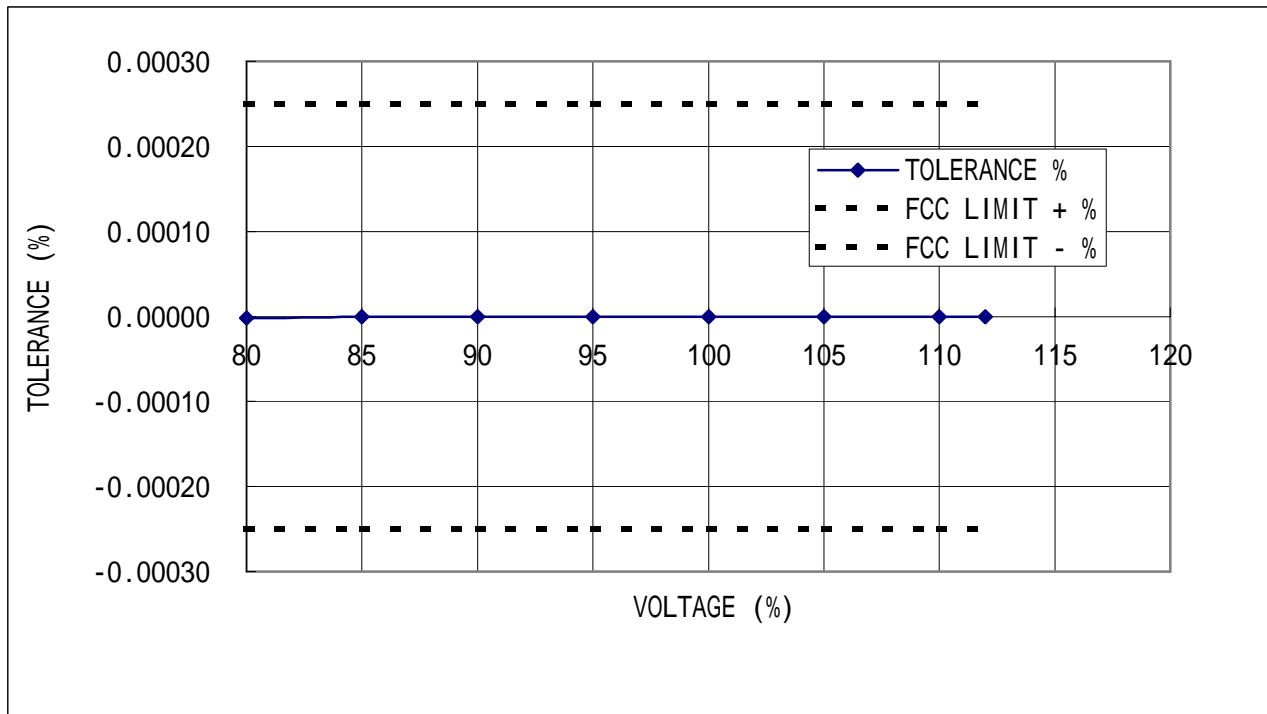 0.00030
0.00020
TOLERANCE %
FCC LIMIT + %
FCC LIMIT - %
0.00010
TOLERANCE (%)
0.00000
80 85 90 95 100 105 110 115 120
-0.00010
-0.00020
-0.00030
VOLTAGE (%)